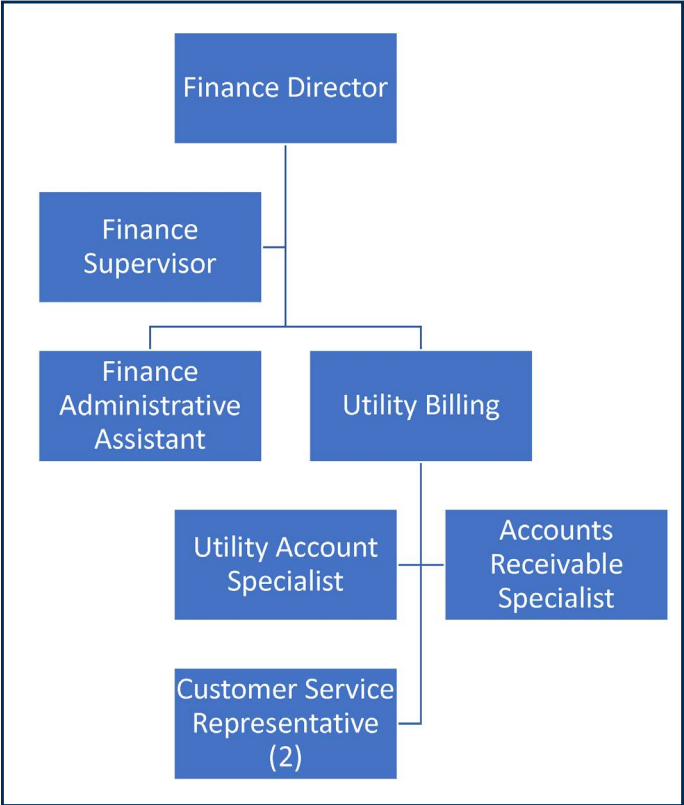 Finance Director
Finance
Supervisor
Finance
Administrative
Assistant
Utility Billing
Utility Account
Specialist
Accounts
Receivable
Specialist
Customer Service
Representative
(2)